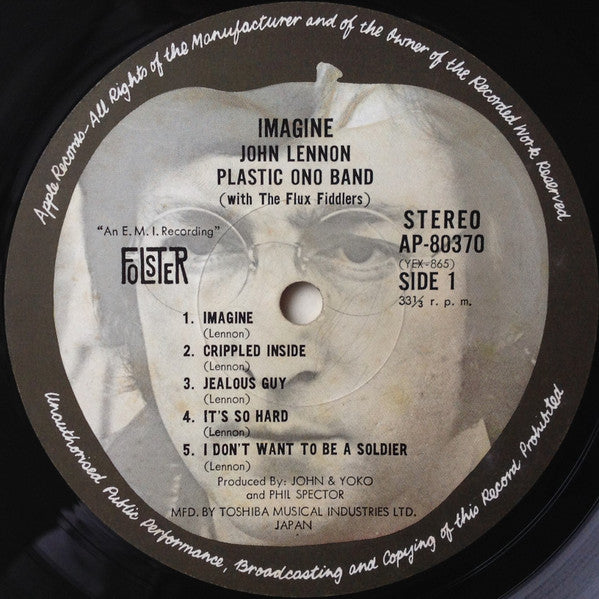 Apple Records-All Rights of the Manufacturer and of the Owner of the Recorded Work Reserved
IMAGINE
JOHN LENNON
PLASTIC ONO BAND
(with The Flux Fiddlers)
"An E.M.I. Recording"
FOLSTER
STEREO
AP-80370
(YEX-865)
SIDE 1
33⅓ r. p. m.
1. IMAGINE
(Lennon)
2. CRIPPLED INSIDE
(Lennon)
3. JEALOUS GUY
(Lennon)
4. IT'S SO HARD
(Lennon)
5. I DON'T WANT TO BE A SOLDIER
(Lennon)
Produced By: JOHN & YOKO
and PHIL SPECTOR
MFD. BY TOSHIBA MUSICAL INDUSTRIES LTD.
JAPAN
Unauthorised Public Performance, Broadcasting and Copying of this Record Prohibited